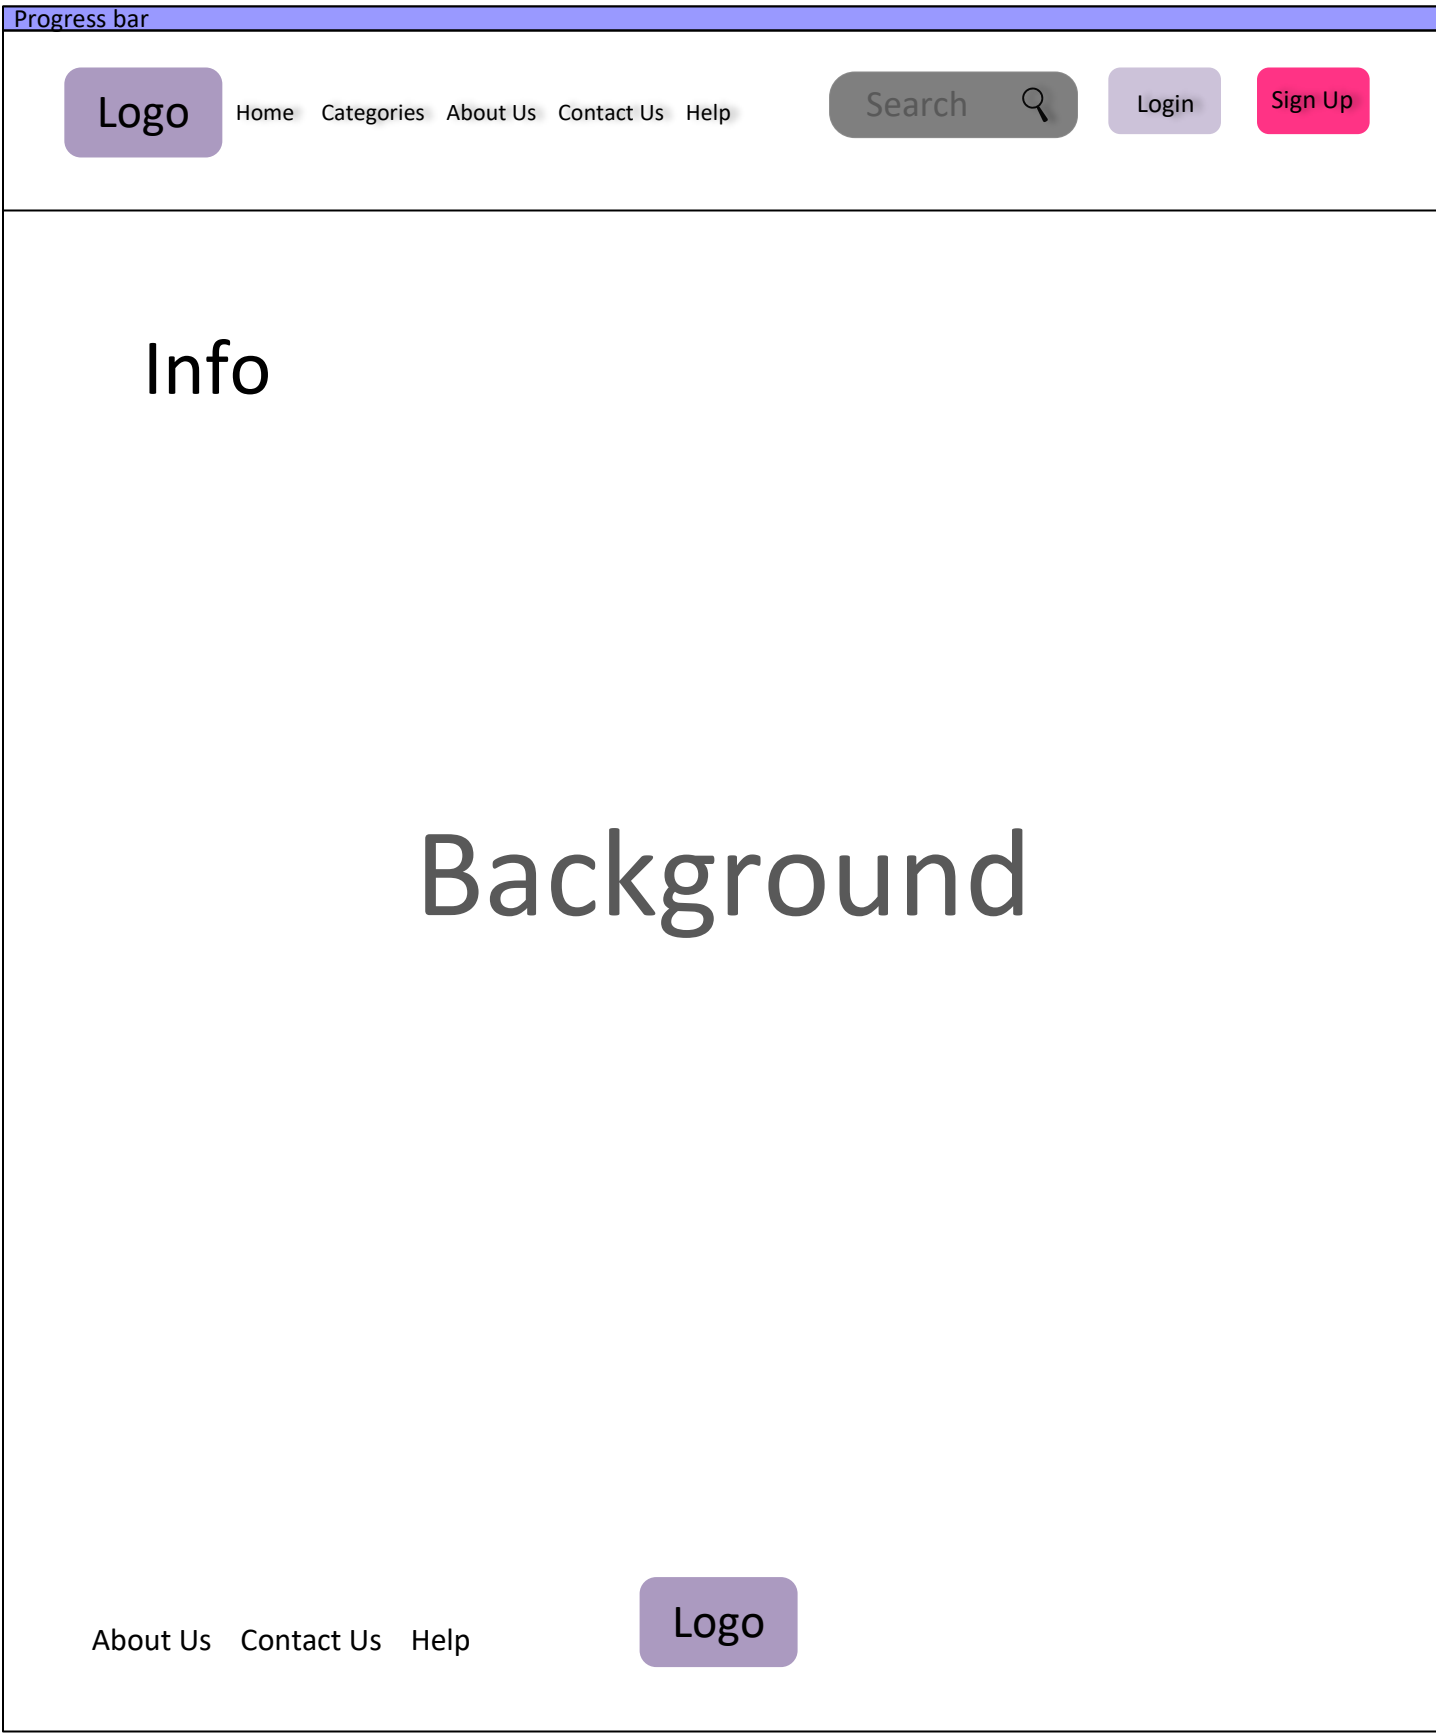 Progress bar
Logo Home Categories About Us Contact Us Help Search Login Sign Up
Info
Background
About Us Contact Us Help Logo